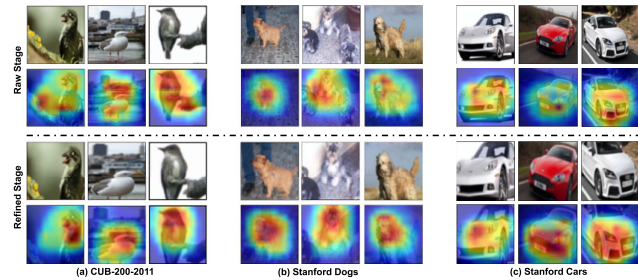 Raw Stage
Refined Stage
(a) CUB-200-2011
(b) Stanford Dogs
(c) Stanford Cars